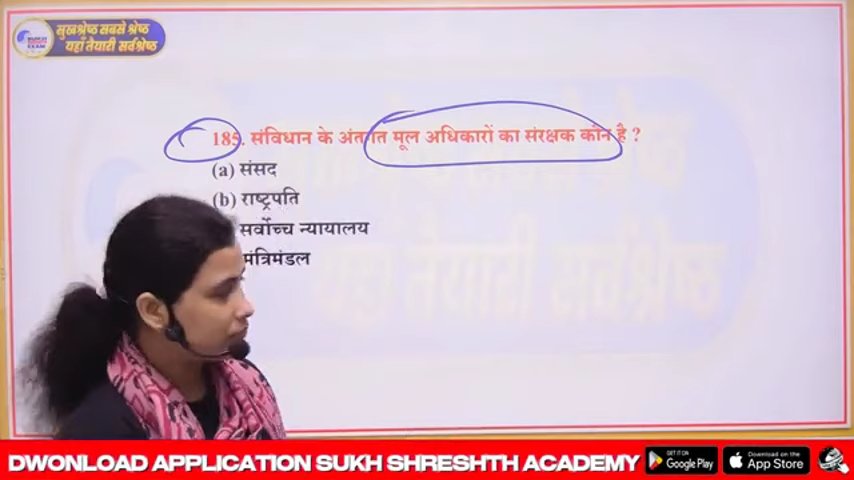 सुखश्रेष्ठ सबसे श्रेष्ठ
यहाँ तैयारी सर्वश्रेष्ठ
185. संविधान के अंतर्गत मूल अधिकारों का संरक्षक कौन है ?
(a) संसद
(b) राष्ट्रपति
सर्वोच्च न्यायालय
मंत्रिमंडल
DWONLOAD APPLICATION SUKH SHRESHTH ACADEMY
GET IT ON
Google Play
Download on the
App Store